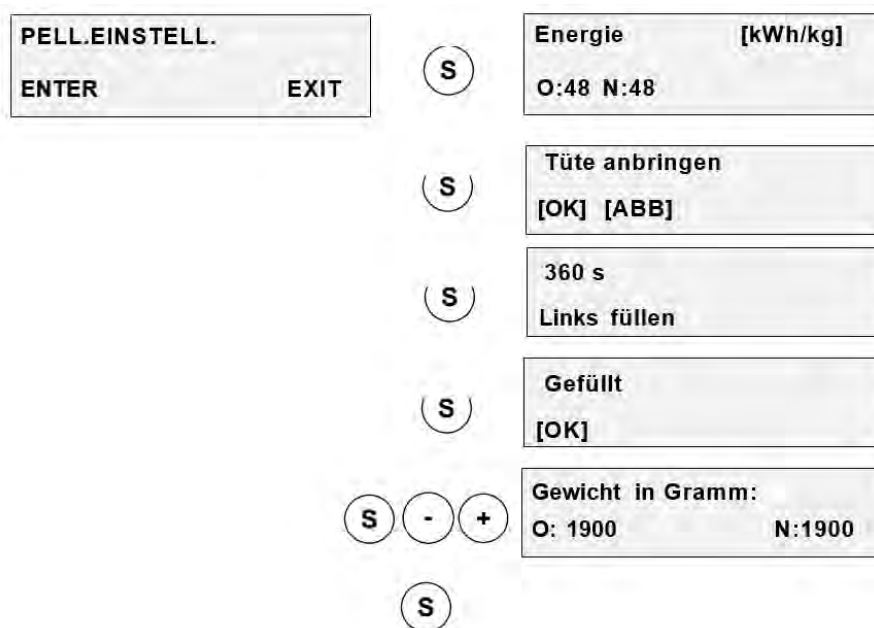 PELL.EINSTELL.
ENTER EXIT
S
Energie [kWh/kg]
O:48 N:48
S
Tüte anbringen
[OK] [ABB]
S
360 s
Links füllen
S
Gefüllt
[OK]
S - +
Gewicht in Gramm:
O: 1900 N:1900
S